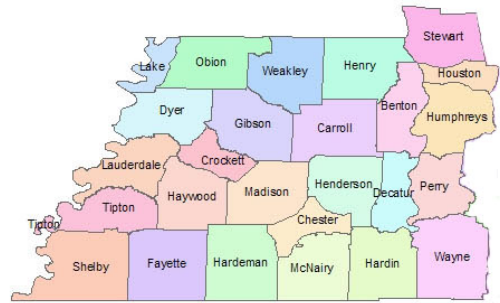 Stewart
Lake
Obion
Weakley
Henry
Houston
Benton
Humphreys
Dyer
Gibson
Carroll
Crockett
Lauderdale
Haywood
Madison
Henderson
Decatur
Perry
Tipton
Tipton
Chester
Shelby
Fayette
Hardeman
McNairy
Hardin
Wayne